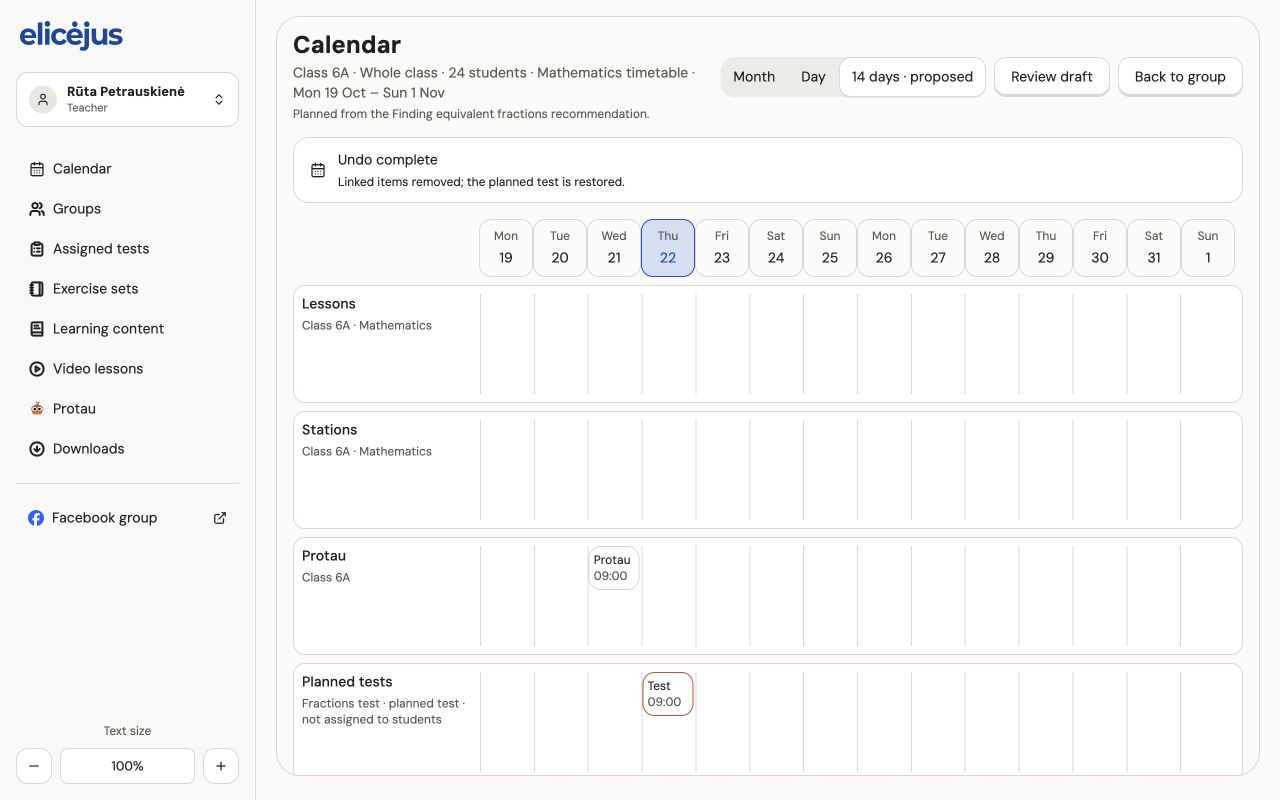 elicėjus
Rūta Petrauskienė
Teacher
Calendar
Groups
Assigned tests
Exercise sets
Learning content
Video lessons
Protau
Downloads
Facebook group
Text size
− 100% +
Calendar
Class 6A · Whole class · 24 students · Mathematics timetable ·
Mon 19 Oct – Sun 1 Nov
Planned from the Finding equivalent fractions recommendation.
Month Day 14 days · proposed Review draft Back to group
Undo complete
Linked items removed; the planned test is restored.
Mon Tue Wed Thu Fri Sat Sun Mon Tue Wed Thu Fri Sat Sun
19 20 21 22 23 24 25 26 27 28 29 30 31 1
Lessons
Class 6A · Mathematics
Stations
Class 6A · Mathematics
Protau
Class 6A
Protau
09:00
Planned tests
Fractions test · planned test ·
not assigned to students
Test
09:00